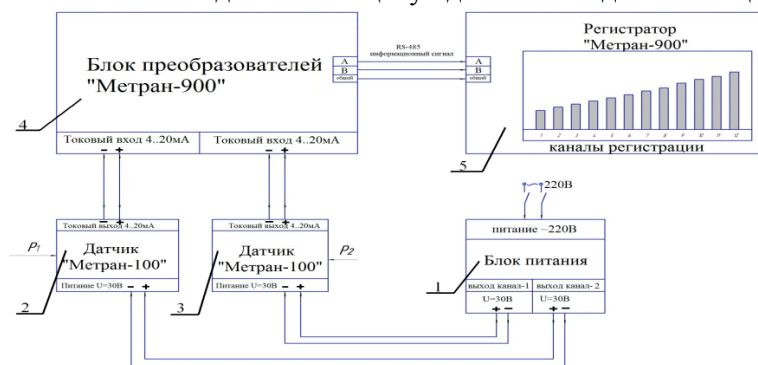 Блок преобразователей
"Метран-900"
4
Токовый вход 4..20мА
Токовый вход 4..20мА
- +
- +
RS-485
информационный сигнал
А
В
общий
А
В
общий
Регистратор
"Метран-900"
1 2 3 4 5 6 7 8 9 10 11 12
каналы регистрации
5
- +
Токовый выход 4..20мА
Датчик
"Метран-100"
Питание U=30В - +
P1
2
- +
Токовый выход 4..20мА
Датчик
"Метран-100"
Питание U=30В - +
P2
3
220В
питание ~220В
Блок питания
1
выход канал-1
U=30В
+ -
выход канал-2
U=30В
+ -